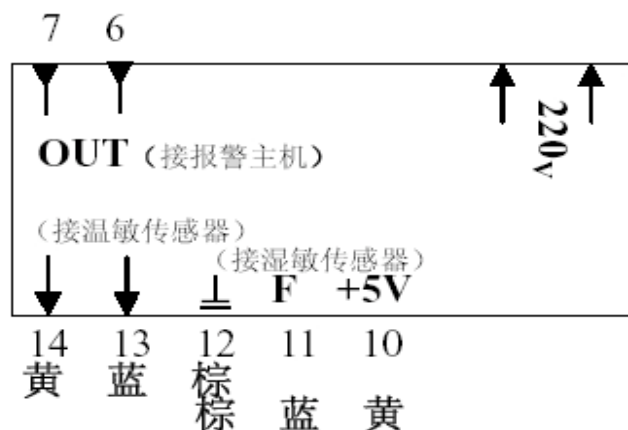 7 6
220v
OUT（接报警主机）
（接温敏传感器）
（接湿敏传感器）
F +5V
14 13 12 11 10
黄 蓝 棕
棕 蓝 黄